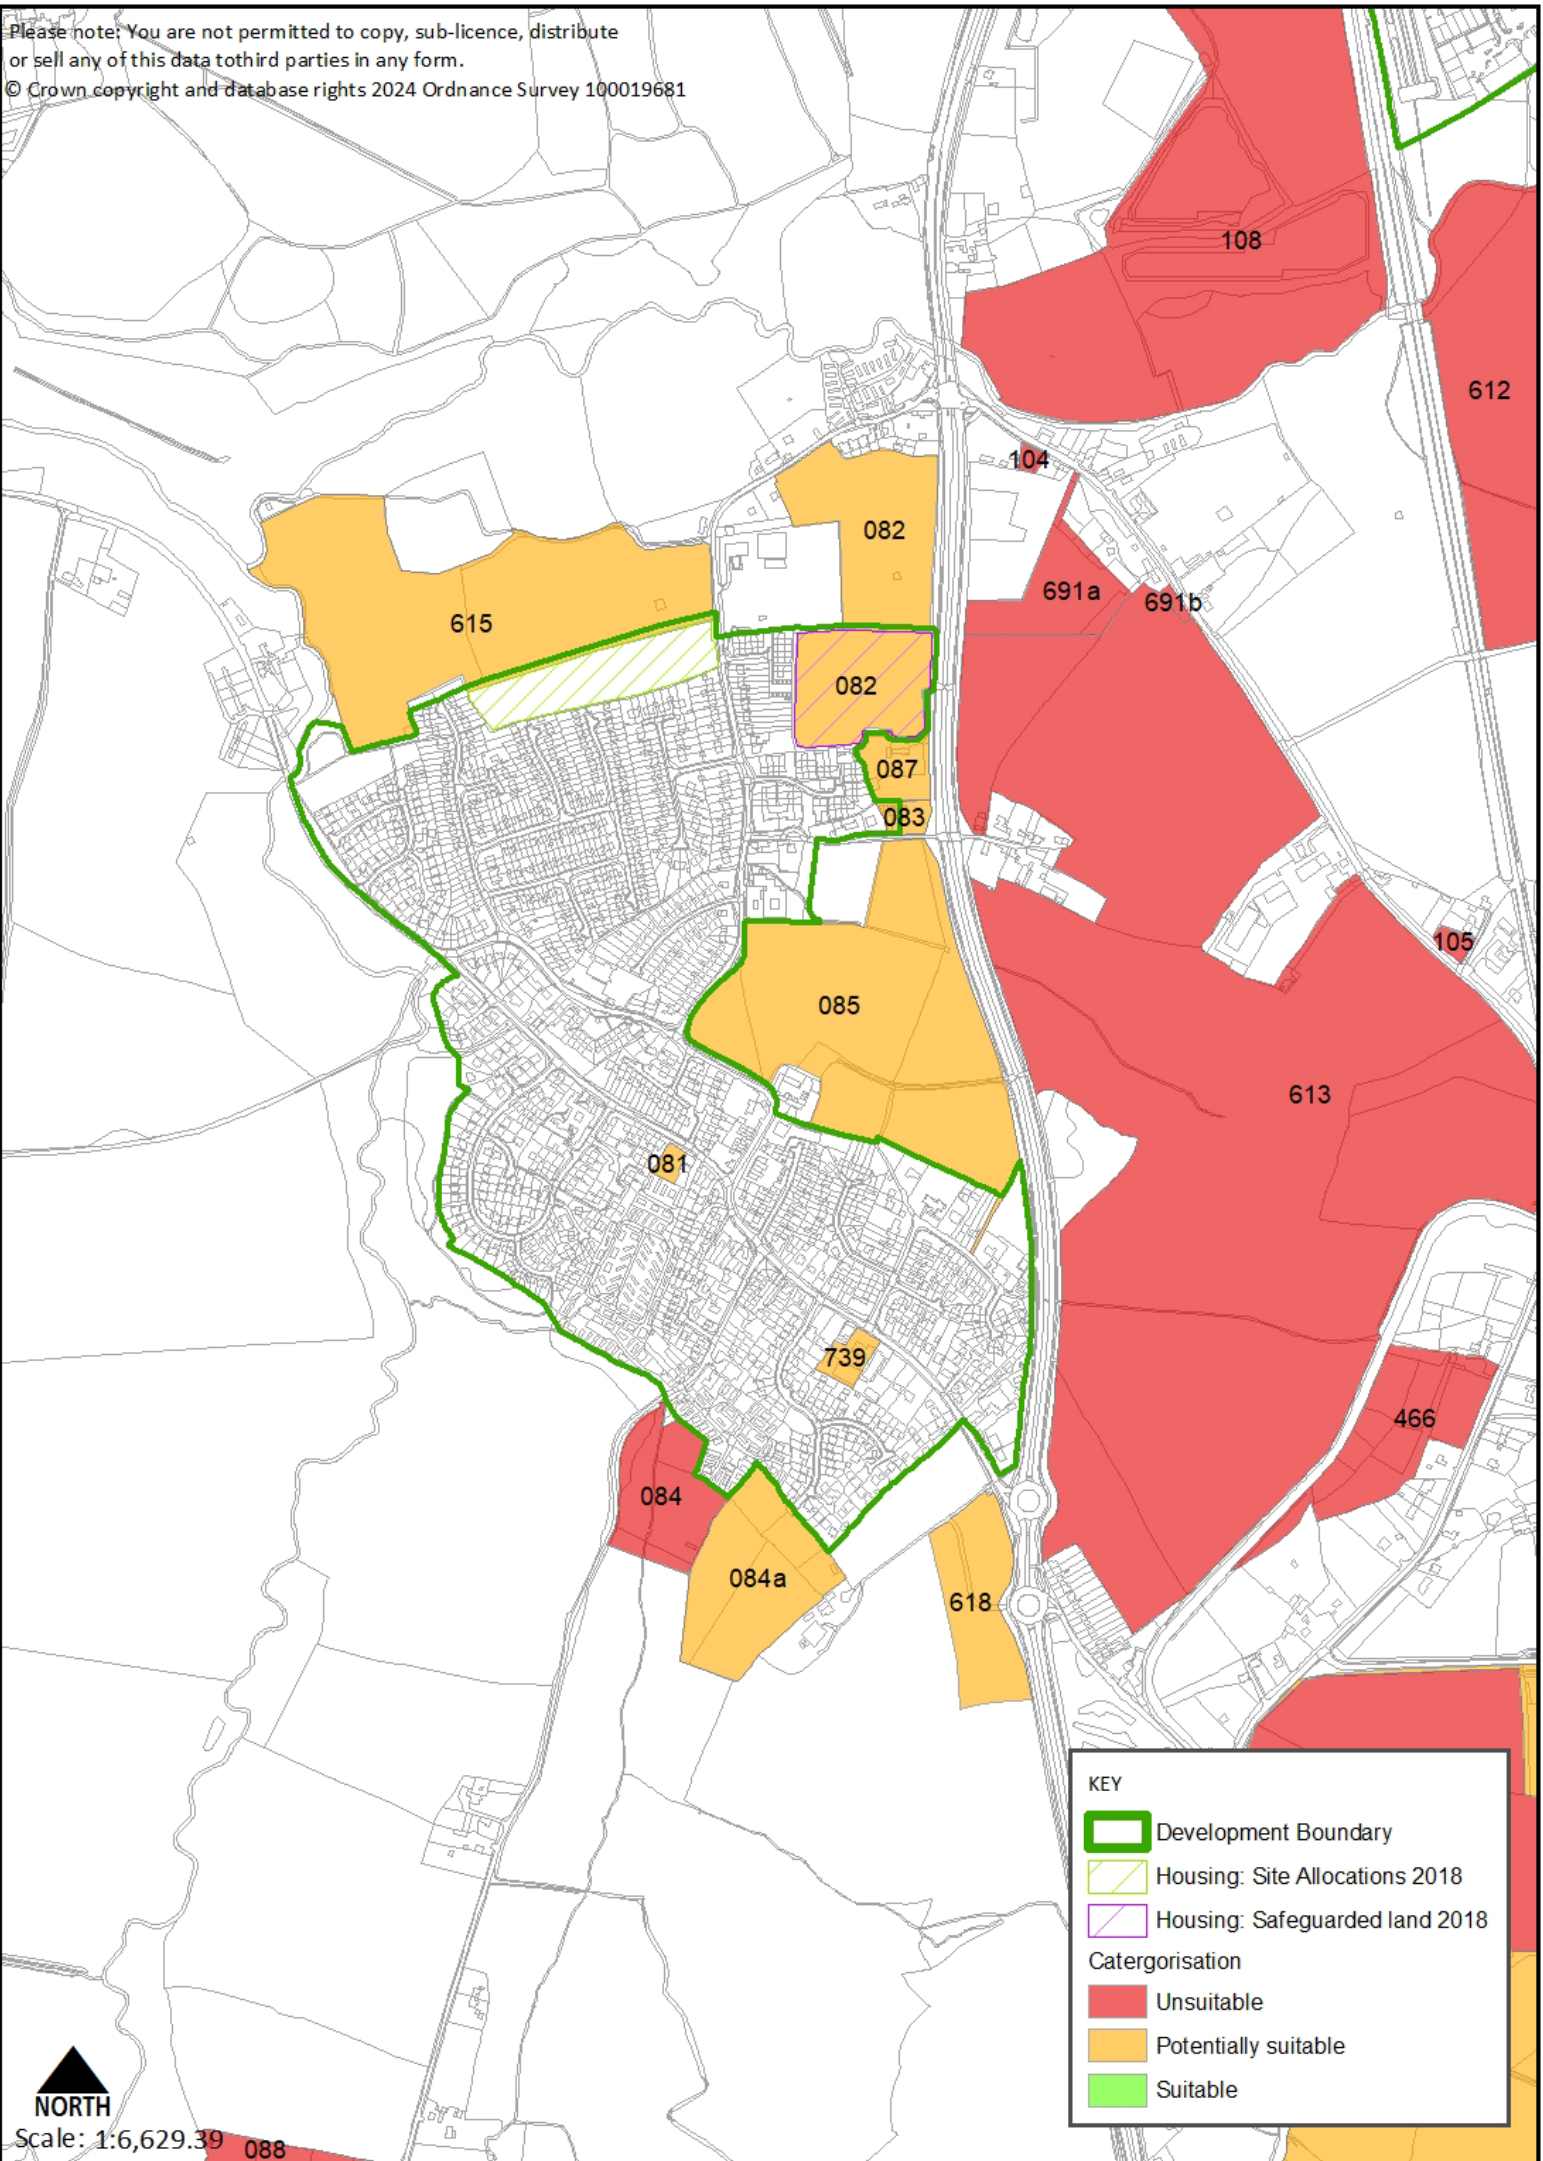 Please note: You are not permitted to copy, sub-licence, distribute
or sell any of this data tothird parties in any form.
© Crown copyright and database rights 2024 Ordnance Survey 100019681
108
612
104
082
691a
691b
615
082
087
083
105
085
613
081
739
466
084
084a
618
KEY
Development Boundary
Housing: Site Allocations 2018
Housing: Safeguarded land 2018
Catergorisation
Unsuitable
Potentially suitable
Suitable
NORTH
Scale: 1:6,629.39
088